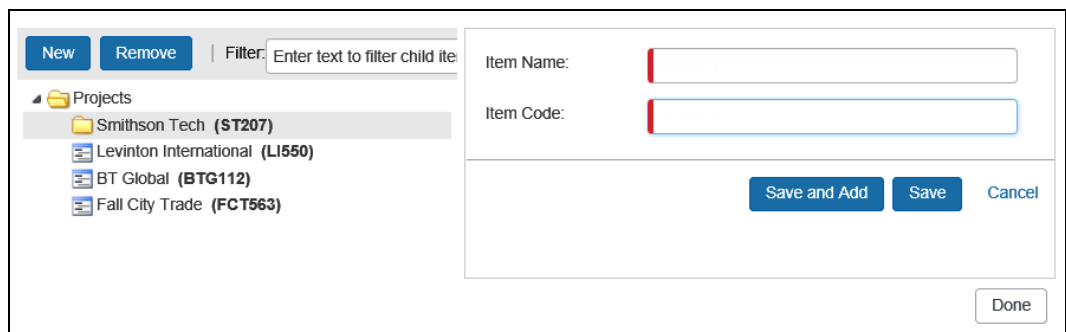 New Remove | Filter: Enter text to filter child ite
Projects
Smithson Tech (ST207)
Levinton International (LI550)
BT Global (BTG112)
Fall City Trade (FCT563)
Item Name:
Item Code:
Save and Add Save Cancel
Done